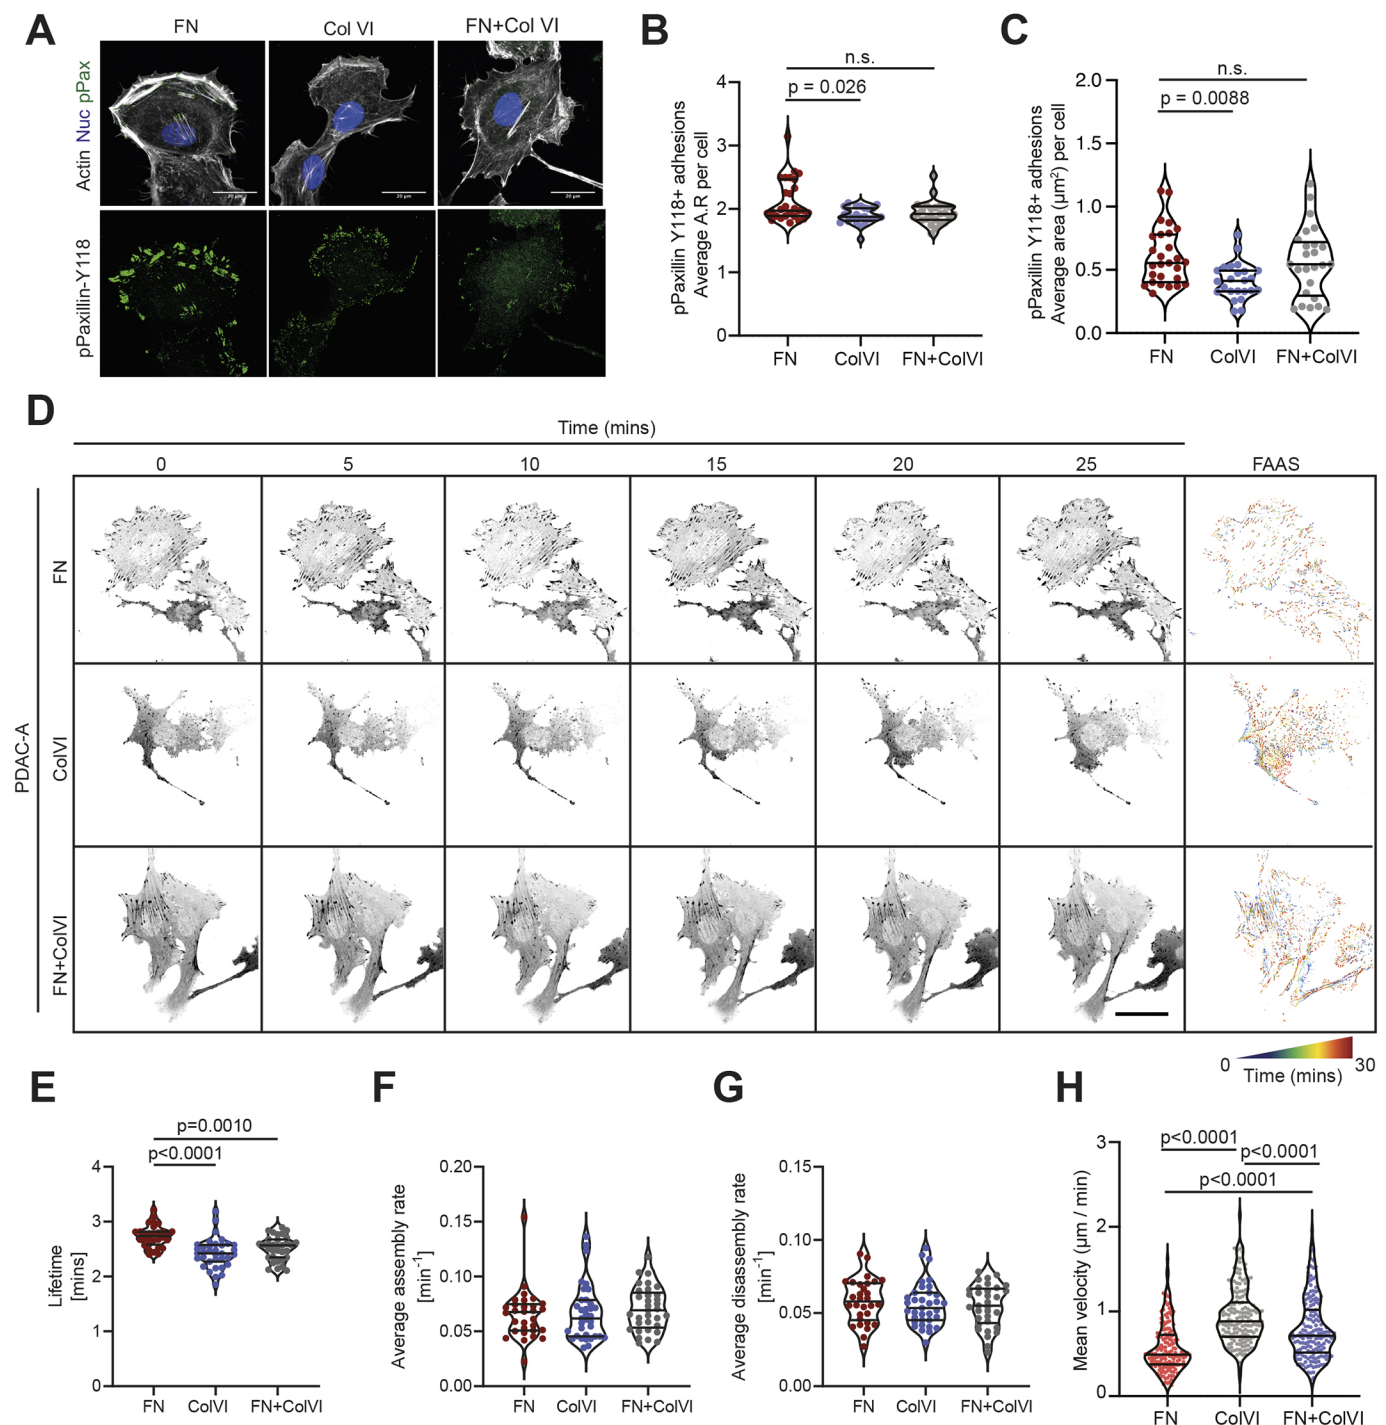 A
FN
Col VI
FN+Col VI
Actin Nuc pPax
20 µm
20 µm
20 µm
pPaxillin-Y118
B
n.s.
p = 0.026
pPaxillin Y118+ adhesions
Average A.R per cell
4
3
2
1
0
FN
ColVI
FN+ColVI
C
n.s.
p = 0.0088
pPaxillin Y118+ adhesions
Average area (µm²) per cell
2.0
1.5
1.0
0.5
0.0
FN
ColVI
FN+ColVI
D
Time (mins)
0
5
10
15
20
25
FAAS
PDAC-A
FN
ColVI
FN+ColVI
0
30
Time (mins)
E
p=0.0010
p<0.0001
Lifetime
[mins]
4
3
2
1
0
FN
ColVI
FN+ColVI
F
Average assembly rate
[min⁻¹]
0.20
0.15
0.10
0.05
0.00
FN
ColVI
FN+ColVI
G
Average disassembly rate
[min⁻¹]
0.15
0.10
0.05
0.00
FN
ColVI
FN+ColVI
H
p<0.0001
p<0.0001
p<0.0001
Mean velocity (µm / min)
3
2
1
0
FN
ColVI
FN+ColVI